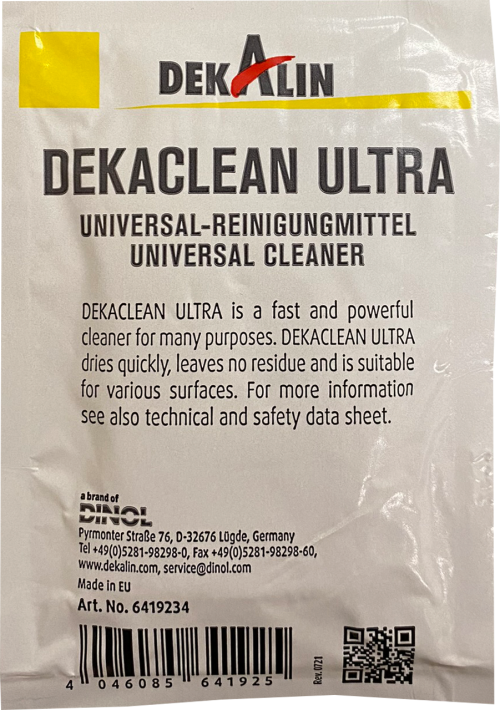 DEKALIN
DEKACLEAN ULTRA
UNIVERSAL-REINIGUNGMITTEL
UNIVERSAL CLEANER
DEKACLEAN ULTRA is a fast and powerful
cleaner for many purposes. DEKACLEAN ULTRA
dries quickly, leaves no residue and is suitable
for various surfaces. For more information
see also technical and safety data sheet.
a brand of
DINOL
Pyrmonter Straße 76, D-32676 Lügde, Germany
Tel +49(0)5281-98298-0, Fax +49(0)5281-98298-60,
www.dekalin.com, service@dinol.com
Made in EU
Art. No. 6419234
4 046085 641925
Rev. 0721